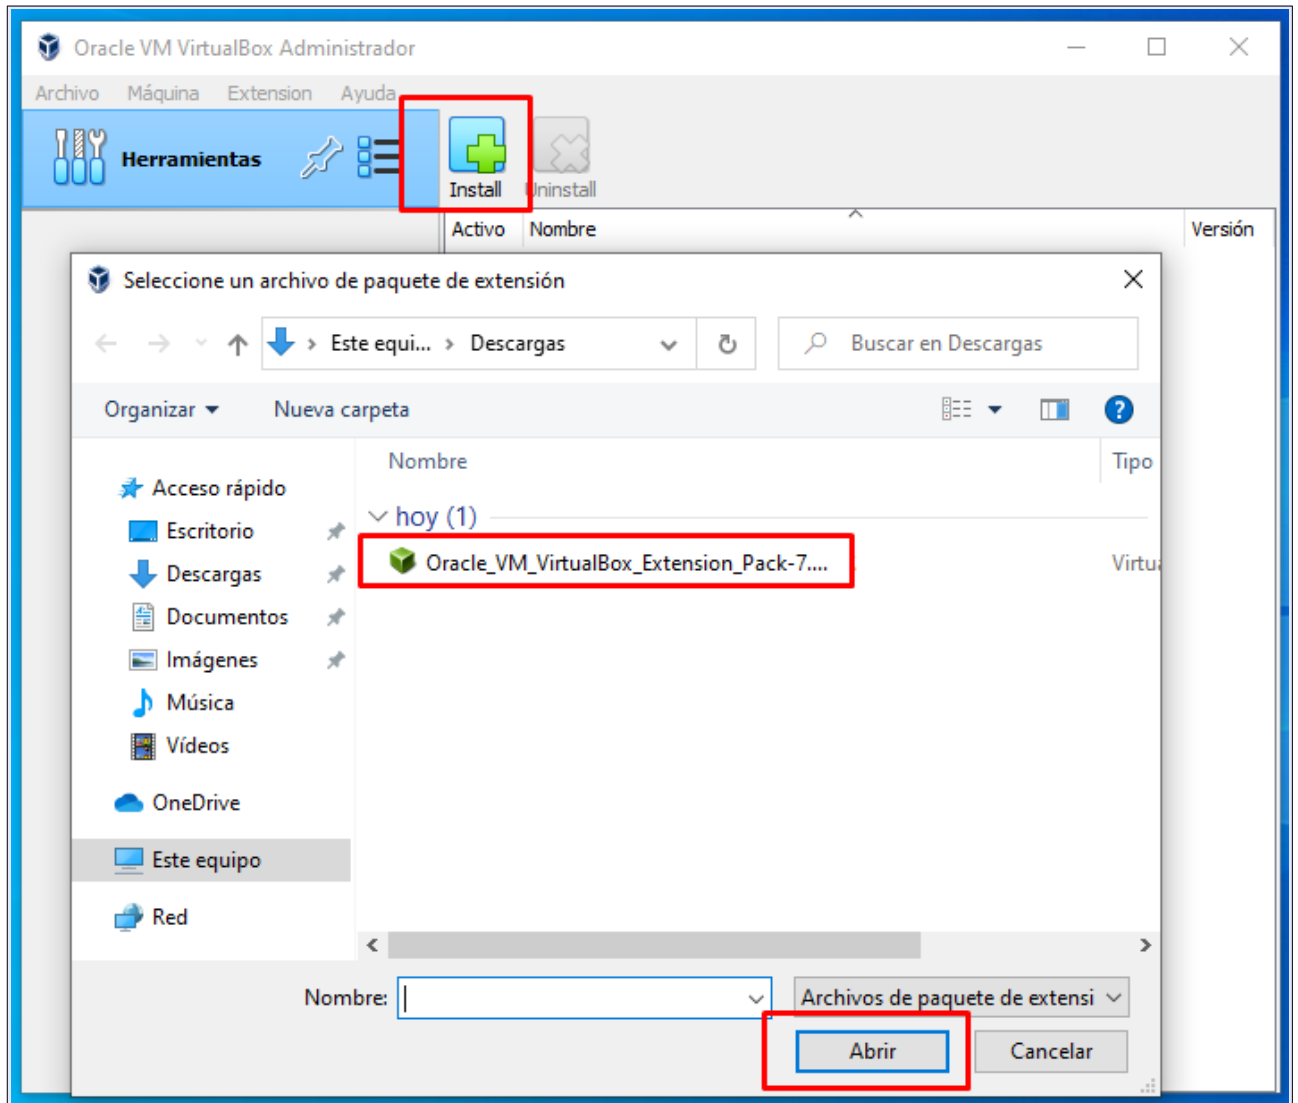 Oracle VM VirtualBox Administrador
Archivo Máquina Extension Ayuda
Herramientas
Install Uninstall
Activo Nombre Versión
Seleccione un archivo de paquete de extensión
Este equi... Descargas Buscar en Descargas
Organizar Nueva carpeta
Nombre Tipo
Acceso rápido
hoy (1)
Escritorio
Oracle_VM_VirtualBox_Extension_Pack-7.... Virtua
Descargas
Documentos
Imágenes
Música
Vídeos
OneDrive
Este equipo
Red
Nombre: Archivos de paquete de extensi
Abrir Cancelar